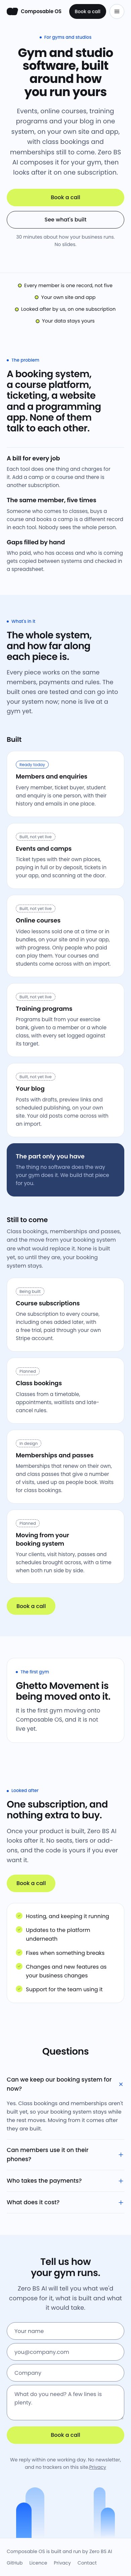 Composable OS
Book a call
For gyms and studios
Gym and studio
software, built
around how
you run yours
Events, online courses, training
programs and your blog in one
system, on your own site and app,
with class bookings and
memberships still to come. Zero BS
AI composes it for your gym, then
looks after it on one subscription.
Book a call
See what's built
30 minutes about how your business runs.
No slides.
Every member is one record, not five
Your own site and app
Looked after by us, on one subscription
Your data stays yours
The problem
A booking system,
a course platform,
ticketing, a website
and a programming
app. None of them
talk to each other.
A bill for every job
Each tool does one thing and charges for
it. Add a camp or a course and there is
another subscription.
The same member, five times
Someone who comes to classes, buys a
course and books a camp is a different record
in each tool. Nobody sees the whole person.
Gaps filled by hand
Who paid, who has access and who is coming
gets copied between systems and checked in
a spreadsheet.
What's in it
The whole system,
and how far along
each piece is.
Every piece works on the same
members, payments and rules. The
built ones are tested and can go into
your system now; none is live at a
gym yet.
Built
Ready today
Members and enquiries
Every member, ticket buyer, student
and enquiry is one person, with their
history and emails in one place.
Built, not yet live
Events and camps
Ticket types with their own places,
paying in full or by deposit, tickets in
your app, and scanning at the door.
Built, not yet live
Online courses
Video lessons sold one at a time or in
bundles, on your site and in your app,
with progress. Only people who paid
can play them. Your courses and
students come across with an import.
Built, not yet live
Training programs
Programs built from your exercise
bank, given to a member or a whole
class, with every set logged against
its target.
Built, not yet live
Your blog
Posts with drafts, preview links and
scheduled publishing, on your own
site. Your old posts come across with
an import.
The part only you have
The thing no software does the way
your gym does it. We build that piece
for you.
Still to come
Class bookings, memberships and passes,
and the move from your booking system
are what would replace it. None is built
yet, so until they are, your booking
system stays.
Being built
Course subscriptions
One subscription to every course,
including ones added later, with
a free trial, paid through your own
Stripe account.
Planned
Class bookings
Classes from a timetable,
appointments, waitlists and late-
cancel rules.
In design
Memberships and passes
Memberships that renew on their own,
and class passes that give a number
of visits, used up as people book. Waits
for class bookings.
Planned
Moving from your
booking system
Your clients, visit history, passes and
schedules brought across, with a time
when both run side by side.
Book a call
The first gym
Ghetto Movement is
being moved onto it.
It is the first gym moving onto
Composable OS, and it is not
live yet.
Looked after
One subscription, and
nothing extra to buy.
Once your product is built, Zero BS AI
looks after it. No seats, tiers or add-
ons, and the code is yours if you ever
want it.
Book a call
Hosting, and keeping it running
Updates to the platform
underneath
Fixes when something breaks
Changes and new features as
your business changes
Support for the team using it
Questions
Can we keep our booking system for
now?
Yes. Class bookings and memberships aren't
built yet, so your booking system stays while
the rest moves. Moving from it comes after
they are built.
Can members use it on their
phones?
Who takes the payments?
What does it cost?
Tell us how
your gym runs.
Zero BS AI will tell you what we'd
compose for it, what is built and what
it would take.
Your name
you@company.com
Company
What do you need? A few lines is
plenty.
Book a call
We reply within one working day. No newsletter,
and no trackers on this site. Privacy
Composable OS is built and run by Zero BS AI
GitHub Licence Privacy Contact